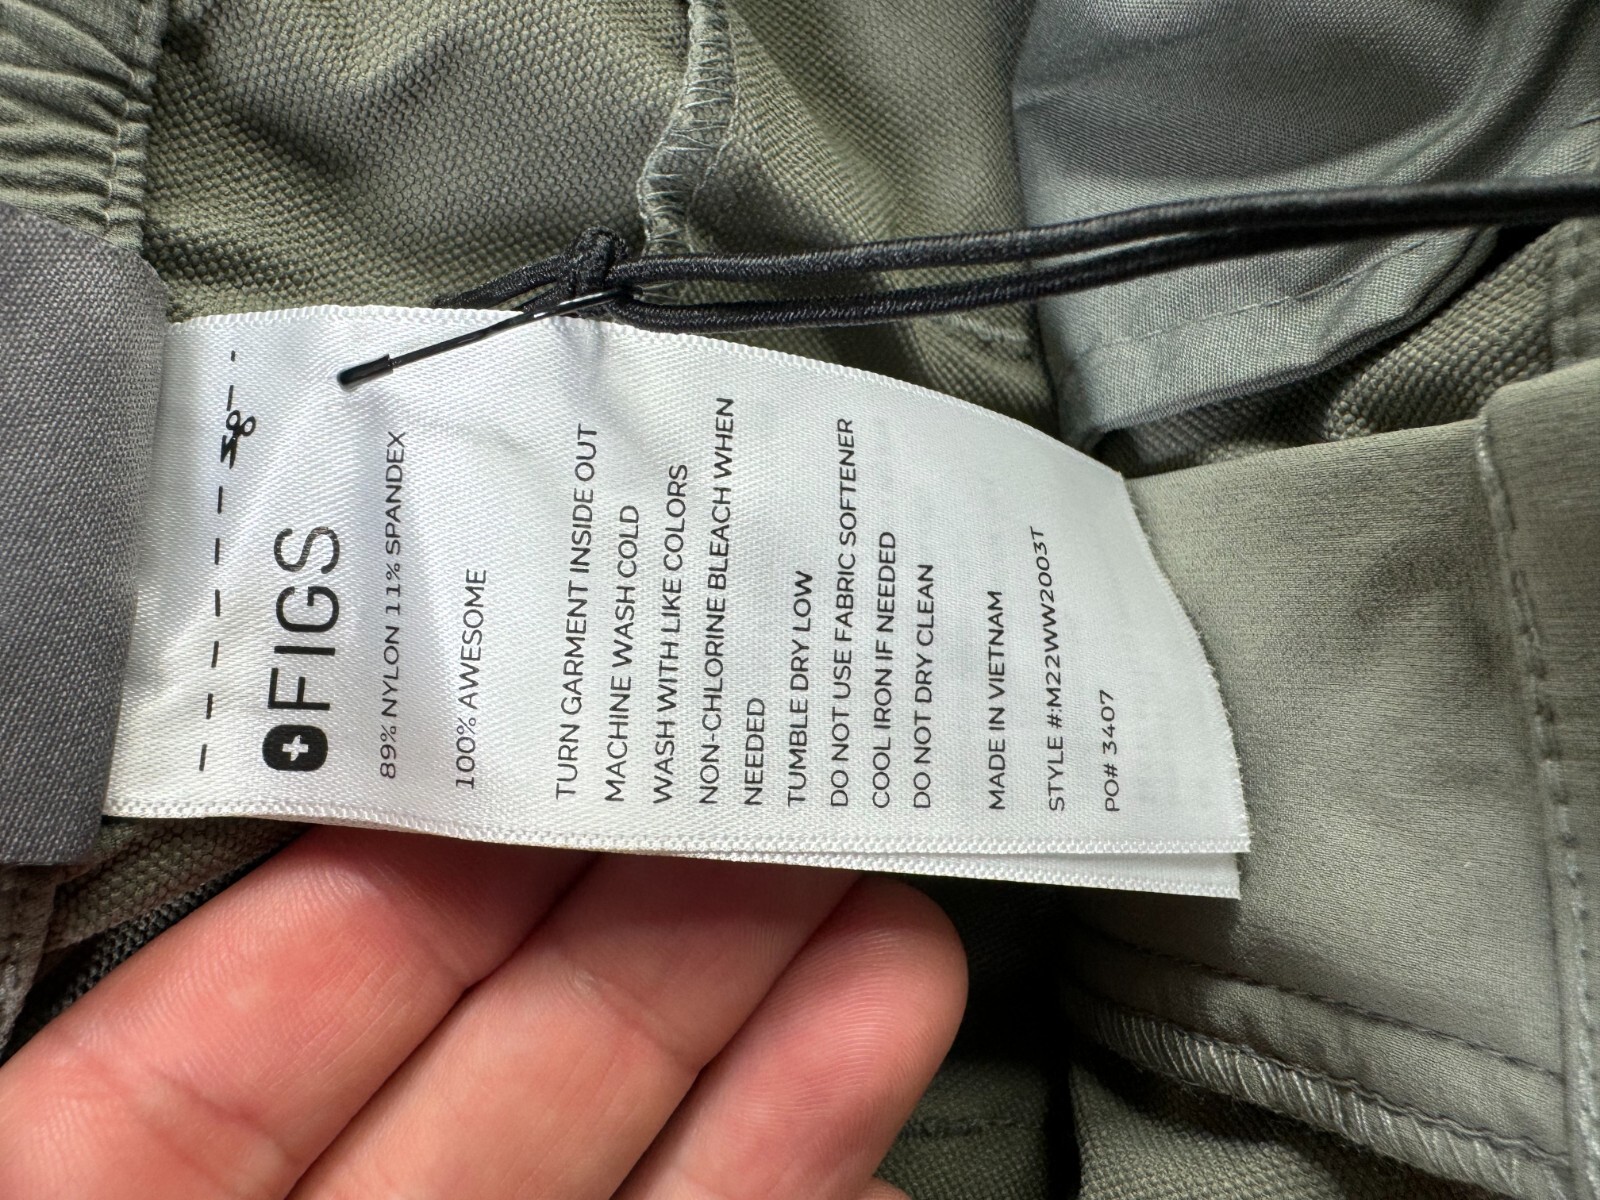 FIGS
89% NYLON 11% SPANDEX
100% AWESOME
TURN GARMENT INSIDE OUT
MACHINE WASH COLD
WASH WITH LIKE COLORS
NON-CHLORINE BLEACH WHEN
NEEDED
TUMBLE DRY LOW
DO NOT USE FABRIC SOFTENER
COOL IRON IF NEEDED
DO NOT DRY CLEAN
MADE IN VIETNAM
STYLE #:M22WW2003T
PO# 3407